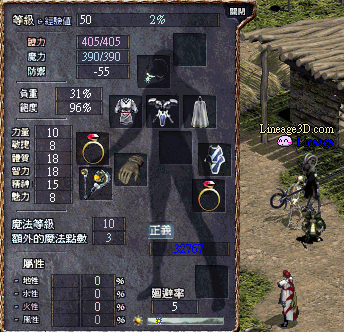 關閉
等級 & 經驗值 50 2%
體力 405/405
魔力 390/390
防禦 -55
負重 31%
飽度 96%
力量 10
敏捷 8
體質 18
智力 18
精神 15
魅力 8
魔法等級 10
額外的魔法點數 3
正義
32767
屬性
地性 0 %
水性 0 %
火性 0 %
風性 0 %
迴避率
5
Lineage3D.com